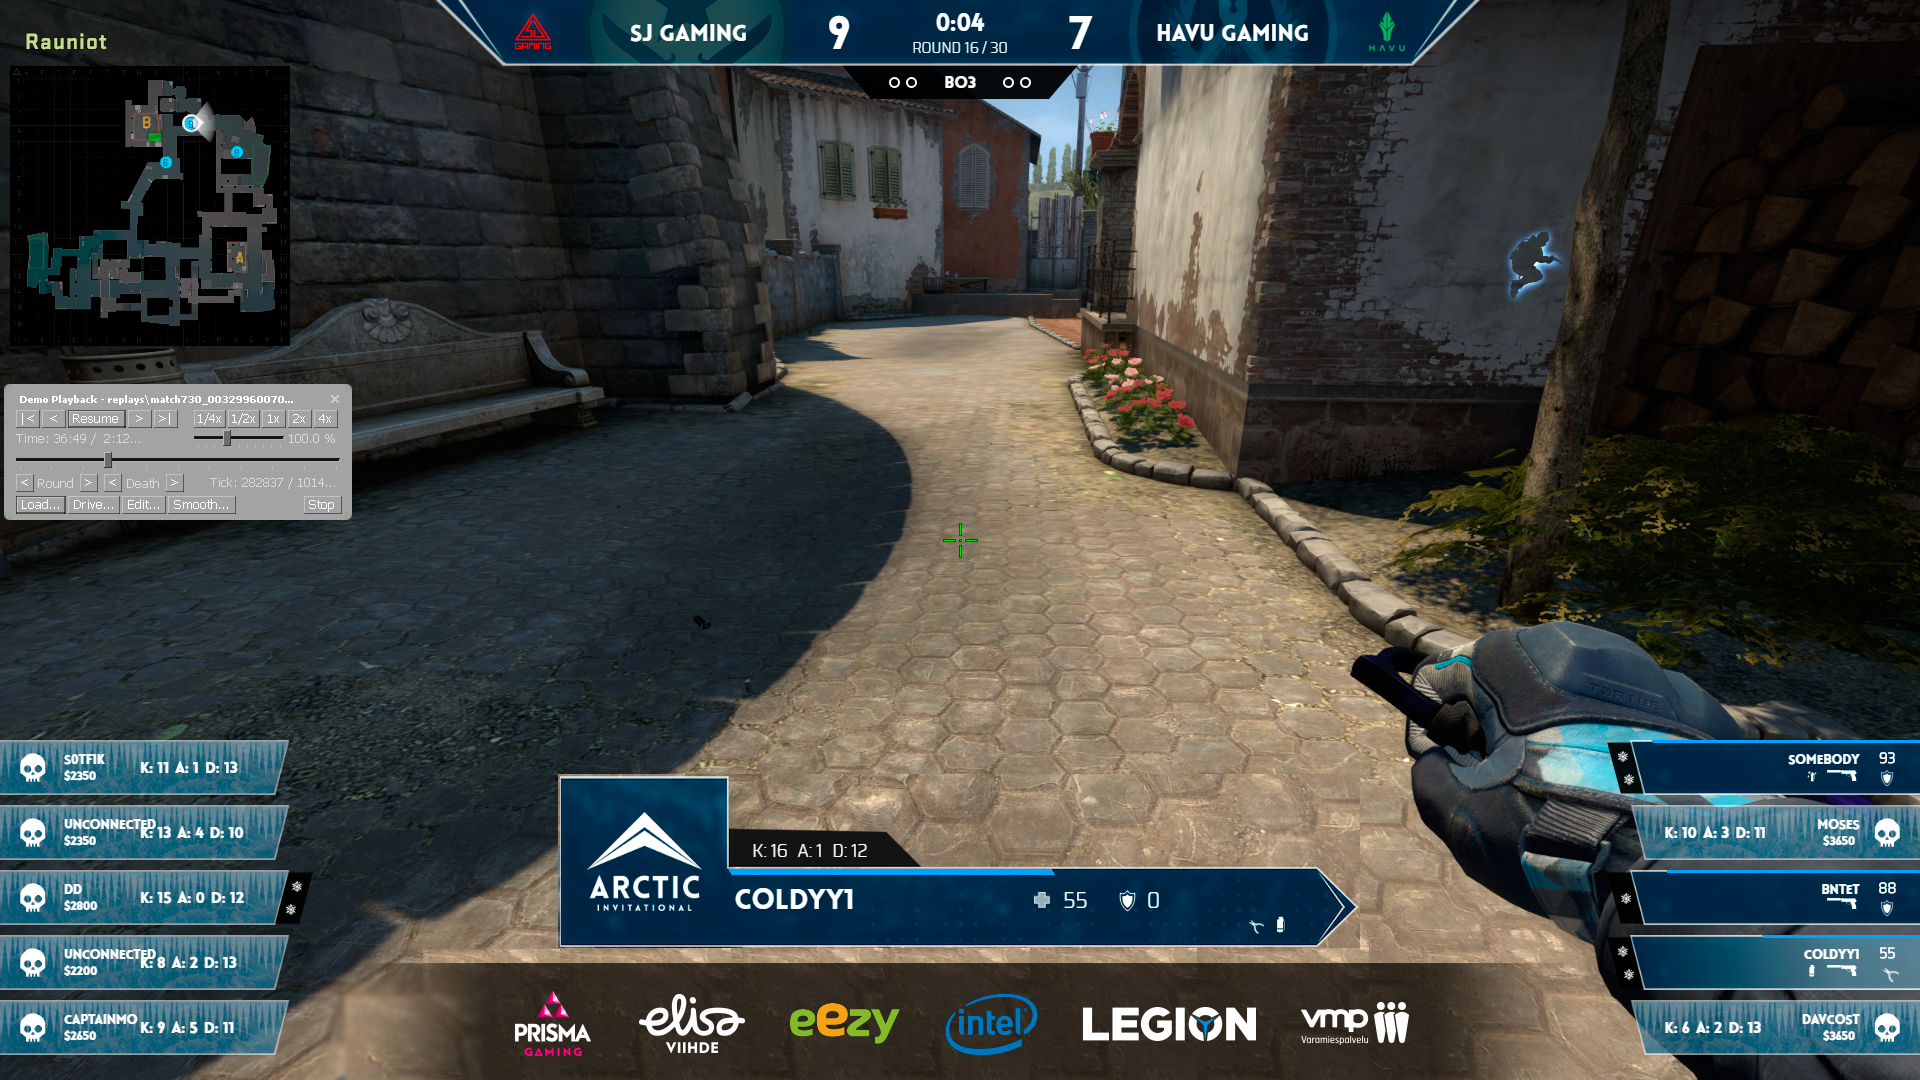 Rauniot
SJ GAMING
9
0:04
ROUND 16 / 30
7
HAVU GAMING
SJ
GAMING
HAVU
BO3
B
A
Demo Playback - replays\match730_00329960070...
|< < Resume > >| 1/4x 1/2x 1x 2x 4x
Time: 36:49 / 2:12... 100.0 %
< Round > < Death > Tick: 282837 / 1014...
Load... Drive... Edit... Smooth... Stop
S0TF1K
$2350
K: 11 A: 1 D: 13
UNCONNECTED
$2350
K: 13 A: 4 D: 10
DD
$2800
K: 15 A: 0 D: 12
UNCONNECTED
$2200
K: 8 A: 2 D: 13
CAPTAINMO
$2650
K: 9 A: 5 D: 11
ARCTIC
INVITATIONAL
K: 16 A: 1 D: 12
COLDYY1
55
0
SOMEBODY 93
K: 10 A: 3 D: 11
MOSES
$3650
BNTET 88
COLDYY1 55
K: 6 A: 2 D: 13
DAVCOST
$3650
PRISMA
GAMING
elisa
VIIHDE
eezy
intel
LEGION
vmp
Varamiespalvelu